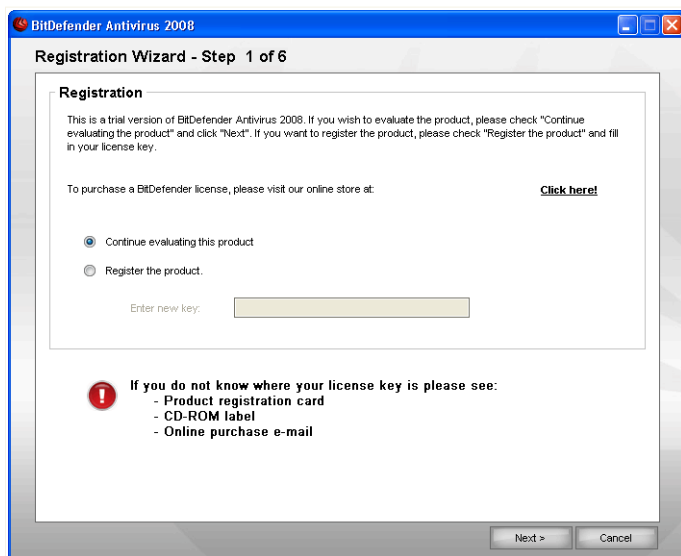 BitDefender Antivirus 2008
Registration Wizard - Step 1 of 6
Registration
This is a trial version of BitDefender Antivirus 2008. If you wish to evaluate the product, please check "Continue
evaluating the product" and click "Next". If you want to register the product, please check "Register the product" and fill
in your license key.
To purchase a BitDefender license, please visit our online store at: Click here!
Continue evaluating this product
Register the product.
Enter new key:
If you do not know where your license key is please see:
- Product registration card
- CD-ROM label
- Online purchase e-mail
Next > Cancel